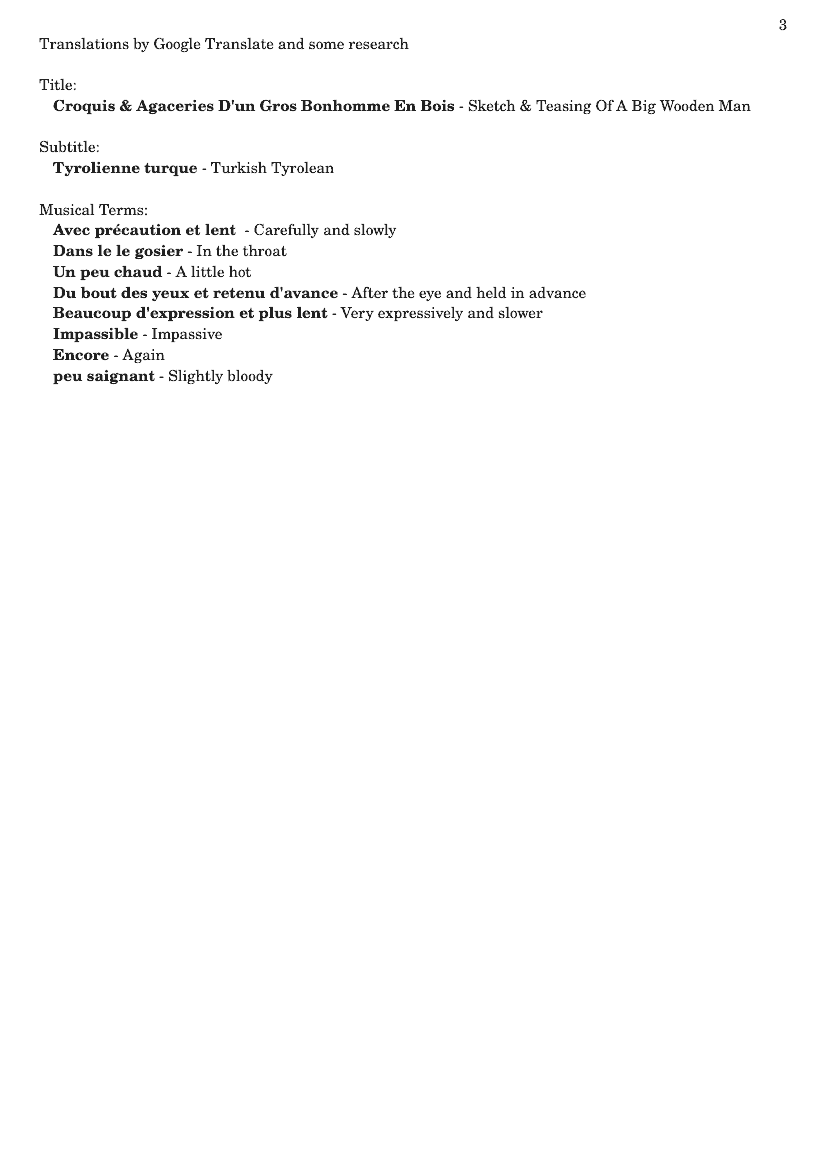 3
Translations by Google Translate and some research
Title:
Croquis & Agaceries D'un Gros Bonhomme En Bois - Sketch & Teasing Of A Big Wooden Man
Subtitle:
Tyrolienne turque - Turkish Tyrolean
Musical Terms:
Avec précaution et lent - Carefully and slowly
Dans le le gosier - In the throat
Un peu chaud - A little hot
Du bout des yeux et retenu d'avance - After the eye and held in advance
Beaucoup d'expression et plus lent - Very expressively and slower
Impassible - Impassive
Encore - Again
peu saignant - Slightly bloody